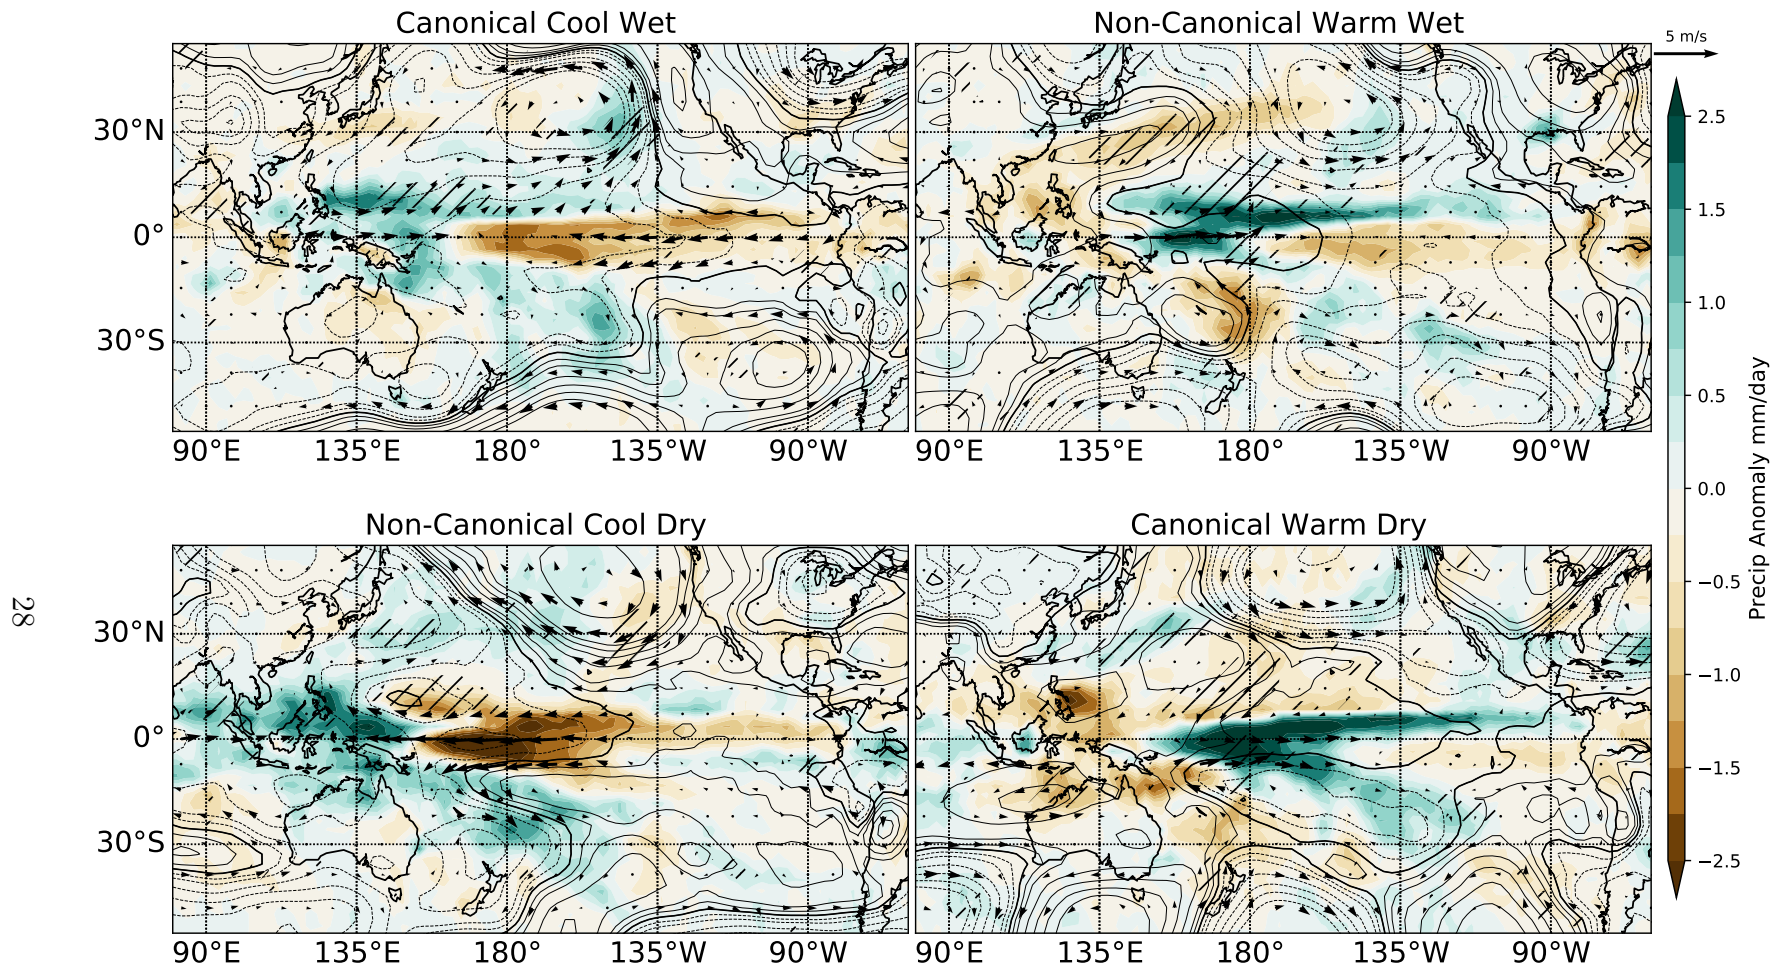 Canonical Cool Wet
Non-Canonical Warm Wet
5 m/s
30°N
0°
30°S
90°E 135°E 180° 135°W 90°W
90°E 135°E 180° 135°W 90°W
Non-Canonical Cool Dry
Canonical Warm Dry
30°N
0°
30°S
90°E 135°E 180° 135°W 90°W
90°E 135°E 180° 135°W 90°W
2.5
1.5
1.0
0.5
0.0
−0.5
−1.0
−1.5
−2.5
Precip Anomaly mm/day
28